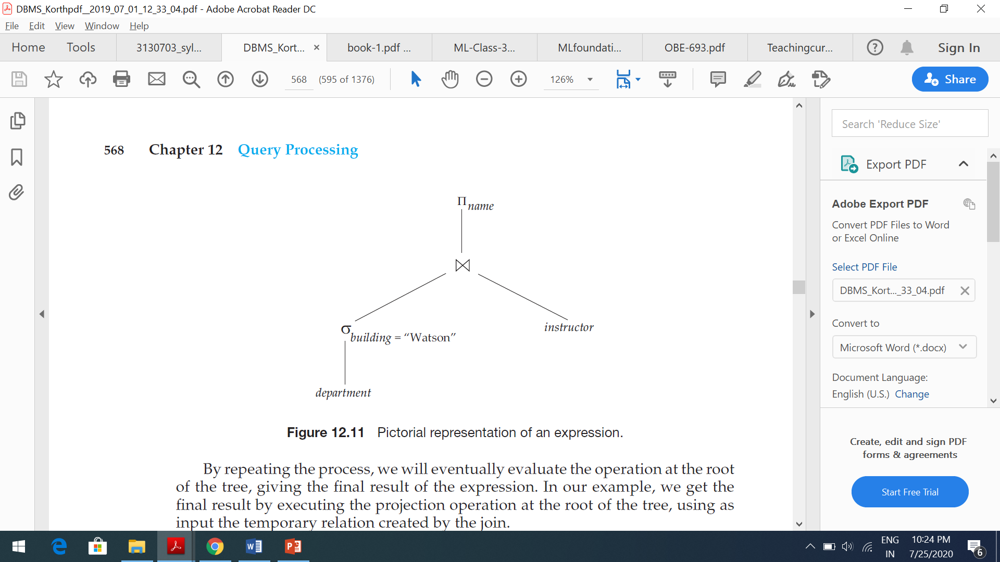 DBMS_Korthpdf__2019_07_01_12_33_04.pdf - Adobe Acrobat Reader DC
File Edit View Window Help
Home Tools 3130703_syl... DBMS_Kort... × book-1.pdf ... ML-Class-3... MLfoundati... OBE-693.pdf Teachingcur... Sign In
568 (595 of 1376) 126% Share
568 Chapter 12 Query Processing
Π name
⋈
σ building = “Watson” instructor
department
Figure 12.11 Pictorial representation of an expression.
By repeating the process, we will eventually evaluate the operation at the root
of the tree, giving the final result of the expression. In our example, we get the
final result by executing the projection operation at the root of the tree, using as
input the temporary relation created by the join.
Search 'Reduce Size'
Export PDF
Adobe Export PDF
Convert PDF Files to Word
or Excel Online
Select PDF File
DBMS_Kort..._33_04.pdf
Convert to
Microsoft Word (*.docx)
Document Language:
English (U.S.) Change
Create, edit and sign PDF
forms & agreements
Start Free Trial
ENG 10:24 PM
IN 7/25/2020 6